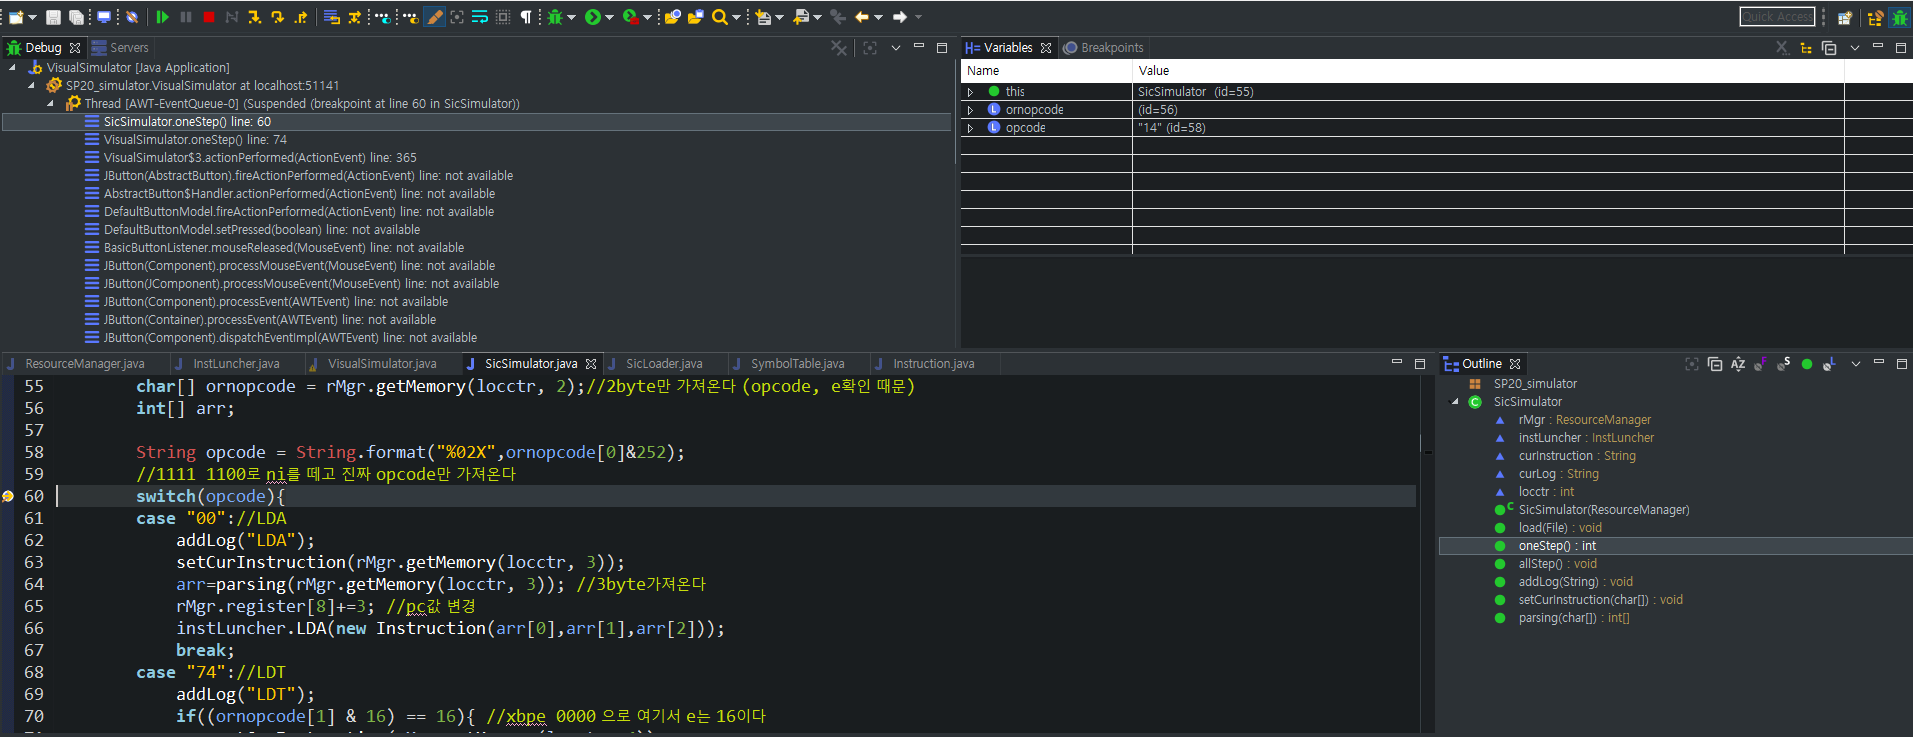 Quick Access
Debug
Servers
VisualSimulator [Java Application]
SP20_simulator.VisualSimulator at localhost:51141
Thread [AWT-EventQueue-0] (Suspended (breakpoint at line 60 in SicSimulator))
SicSimulator.oneStep() line: 60
VisualSimulator.oneStep() line: 74
VisualSimulator$3.actionPerformed(ActionEvent) line: 365
JButton(AbstractButton).fireActionPerformed(ActionEvent) line: not available
AbstractButton$Handler.actionPerformed(ActionEvent) line: not available
DefaultButtonModel.fireActionPerformed(ActionEvent) line: not available
DefaultButtonModel.setPressed(boolean) line: not available
BasicButtonListener.mouseReleased(MouseEvent) line: not available
JButton(Component).processMouseEvent(MouseEvent) line: not available
JButton(JComponent).processMouseEvent(MouseEvent) line: not available
JButton(Component).processEvent(AWTEvent) line: not available
JButton(Container).processEvent(AWTEvent) line: not available
JButton(Component).dispatchEventImpl(AWTEvent) line: not available
Variables
Breakpoints
Name Value
this SicSimulator (id=55)
ornopcode (id=56)
opcode "14" (id=58)
ResourceManager.java
InstLuncher.java
VisualSimulator.java
SicSimulator.java
SicLoader.java
SymbolTable.java
Instruction.java
55 char[] ornopcode = rMgr.getMemory(locctr, 2);//2byte만 가져온다 (opcode, e확인 때문)
56 int[] arr;
57
58 String opcode = String.format("%02X",ornopcode[0]&252);
59 //1111 1100로 ni를 떼고 진짜 opcode만 가져온다
60 switch(opcode){
61 case "00"://LDA
62 addLog("LDA");
63 setCurInstruction(rMgr.getMemory(locctr, 3));
64 arr=parsing(rMgr.getMemory(locctr, 3)); //3byte가져온다
65 rMgr.register[8]+=3; //pc값 변경
66 instLuncher.LDA(new Instruction(arr[0],arr[1],arr[2]));
67 break;
68 case "74"://LDT
69 addLog("LDT");
70 if((ornopcode[1] & 16) == 16){ //xbpe 0000 으로 여기서 e는 16이다
Outline
SP20_simulator
SicSimulator
rMgr : ResourceManager
instLuncher : InstLuncher
curInstruction : String
curLog : String
locctr : int
SicSimulator(ResourceManager)
load(File) : void
oneStep() : int
allStep() : void
addLog(String) : void
setCurInstruction(char[]) : void
parsing(char[]) : int[]